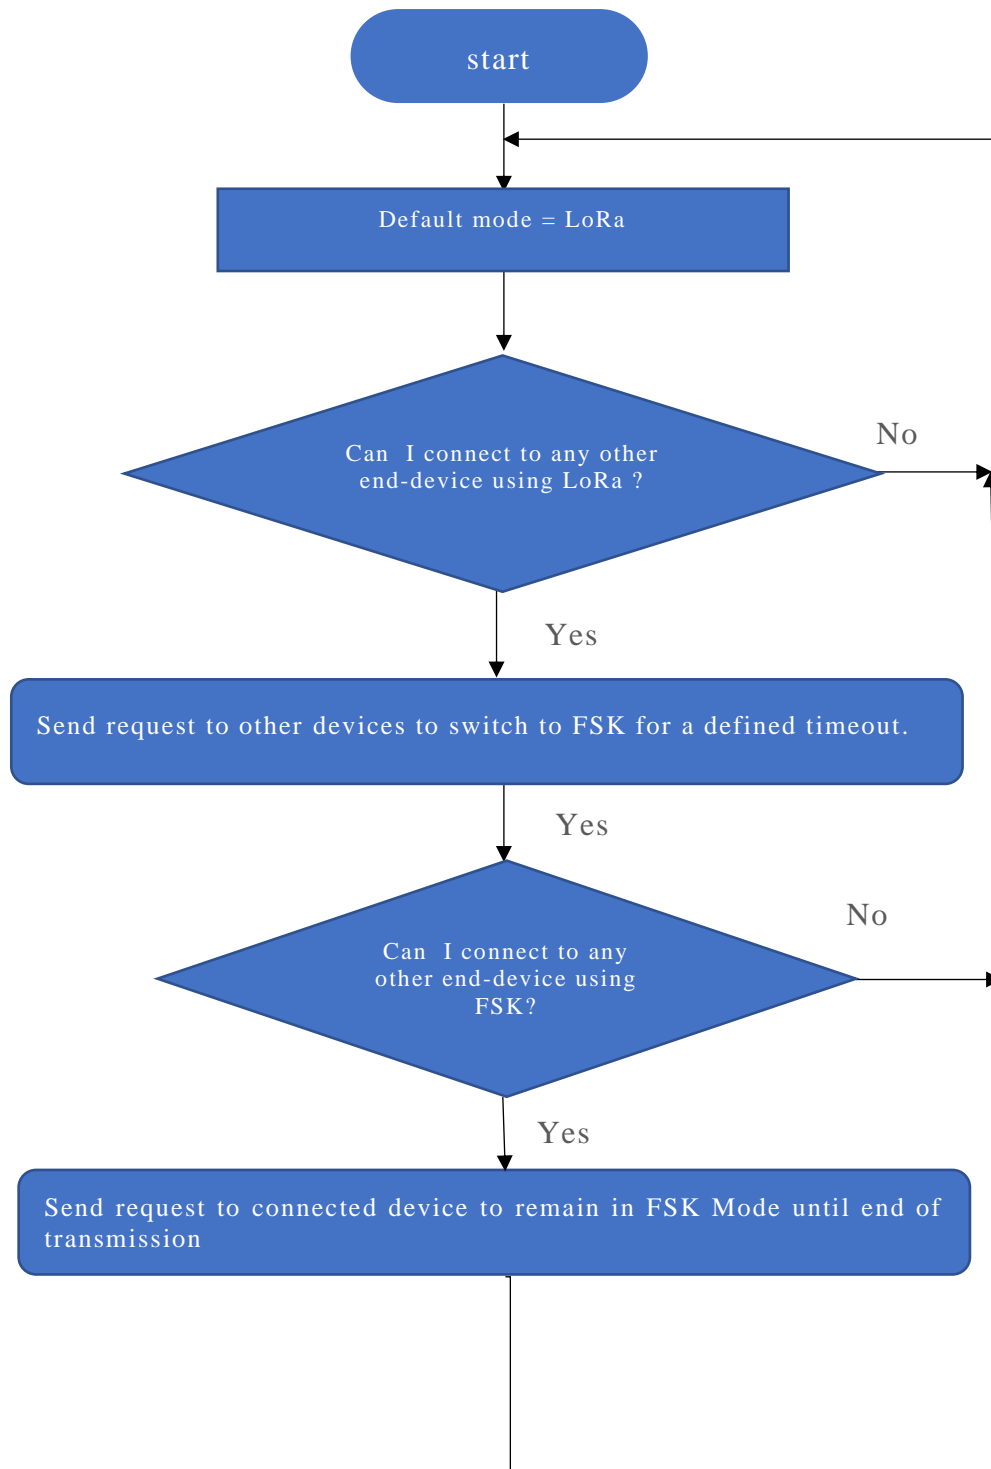 start
Default mode = LoRa
Can I connect to any other
end-device using LoRa ?
No
Yes
Send request to other devices to switch to FSK for a defined timeout.
Yes
No
Can I connect to any
other end-device using
FSK?
Yes
Send request to connected device to remain in FSK Mode until end of
transmission